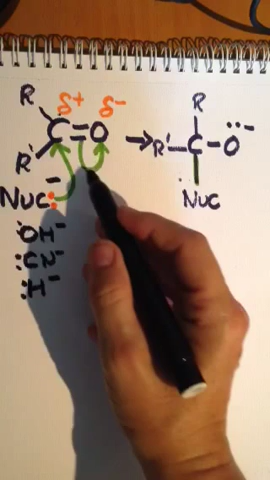 R δ+ δ- R
C=O → R'-C-O:-
R'
Nuc:- Nuc
:OH-
:CN-
:H-